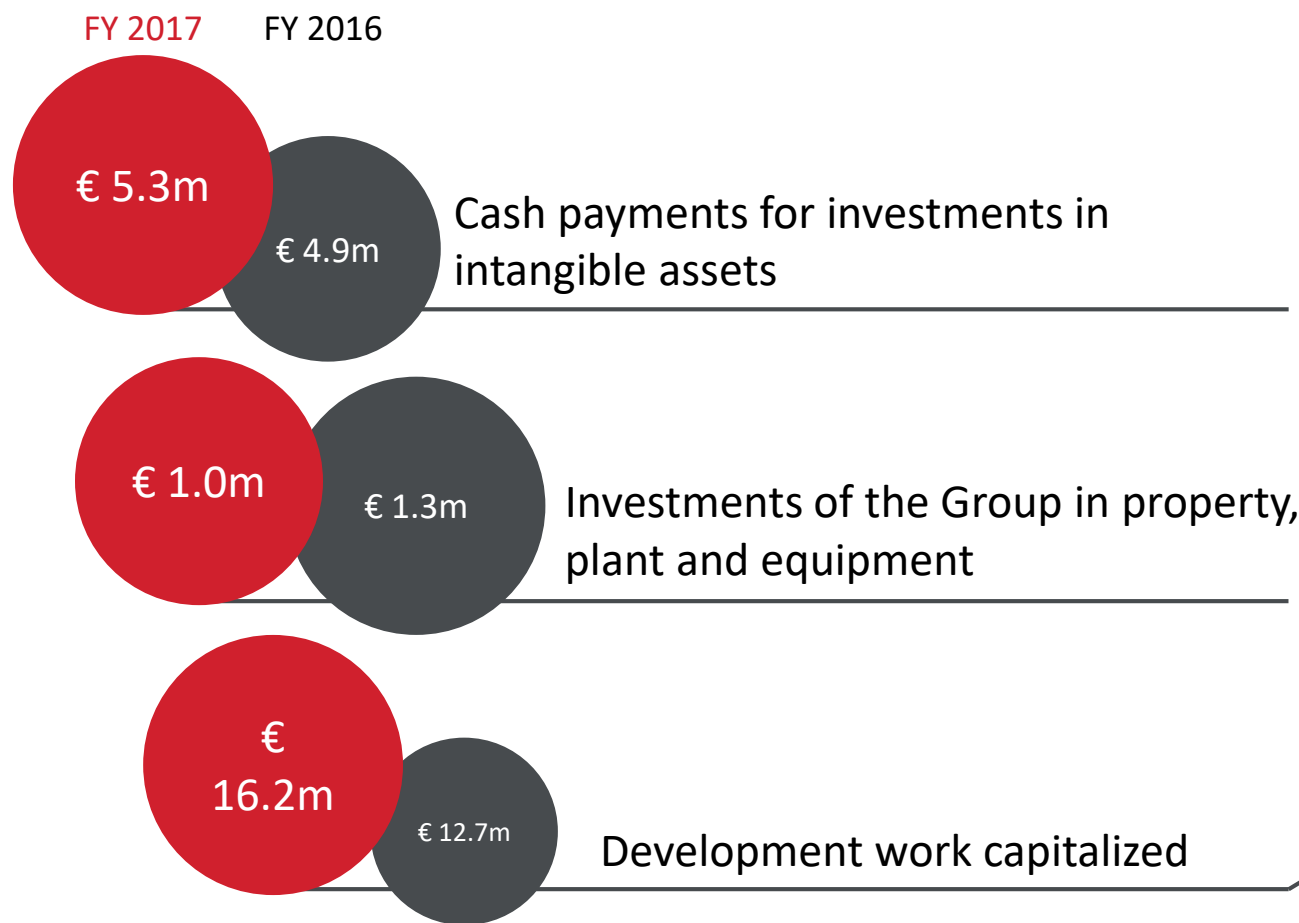 FY 2017 FY 2016
€ 5.3m
€ 4.9m
Cash payments for investments in
intangible assets
€ 1.0m
€ 1.3m
Investments of the Group in property,
plant and equipment
€
16.2m
€ 12.7m
Development work capitalized